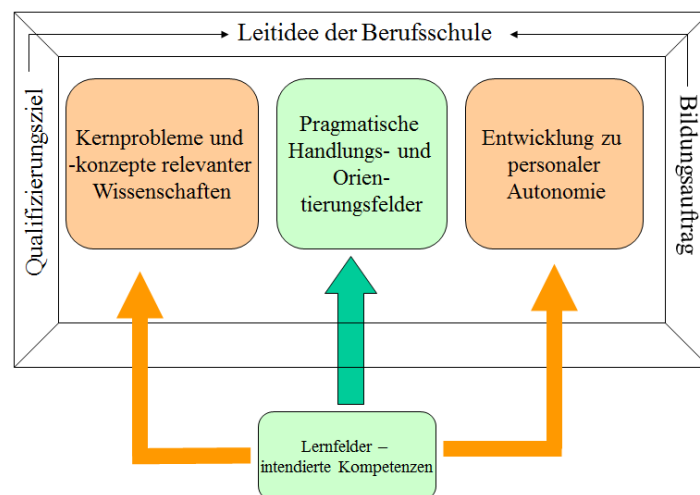 Leitidee der Berufsschule
Qualifizierungsziel
Kernprobleme und
-konzepte relevanter
Wissenschaften
Pragmatische
Handlungs- und
Orien-
tierungsfelder
Entwicklung zu
personaler
Autonomie
Bildungsauftrag
Lernfelder –
intendierte Kompetenzen